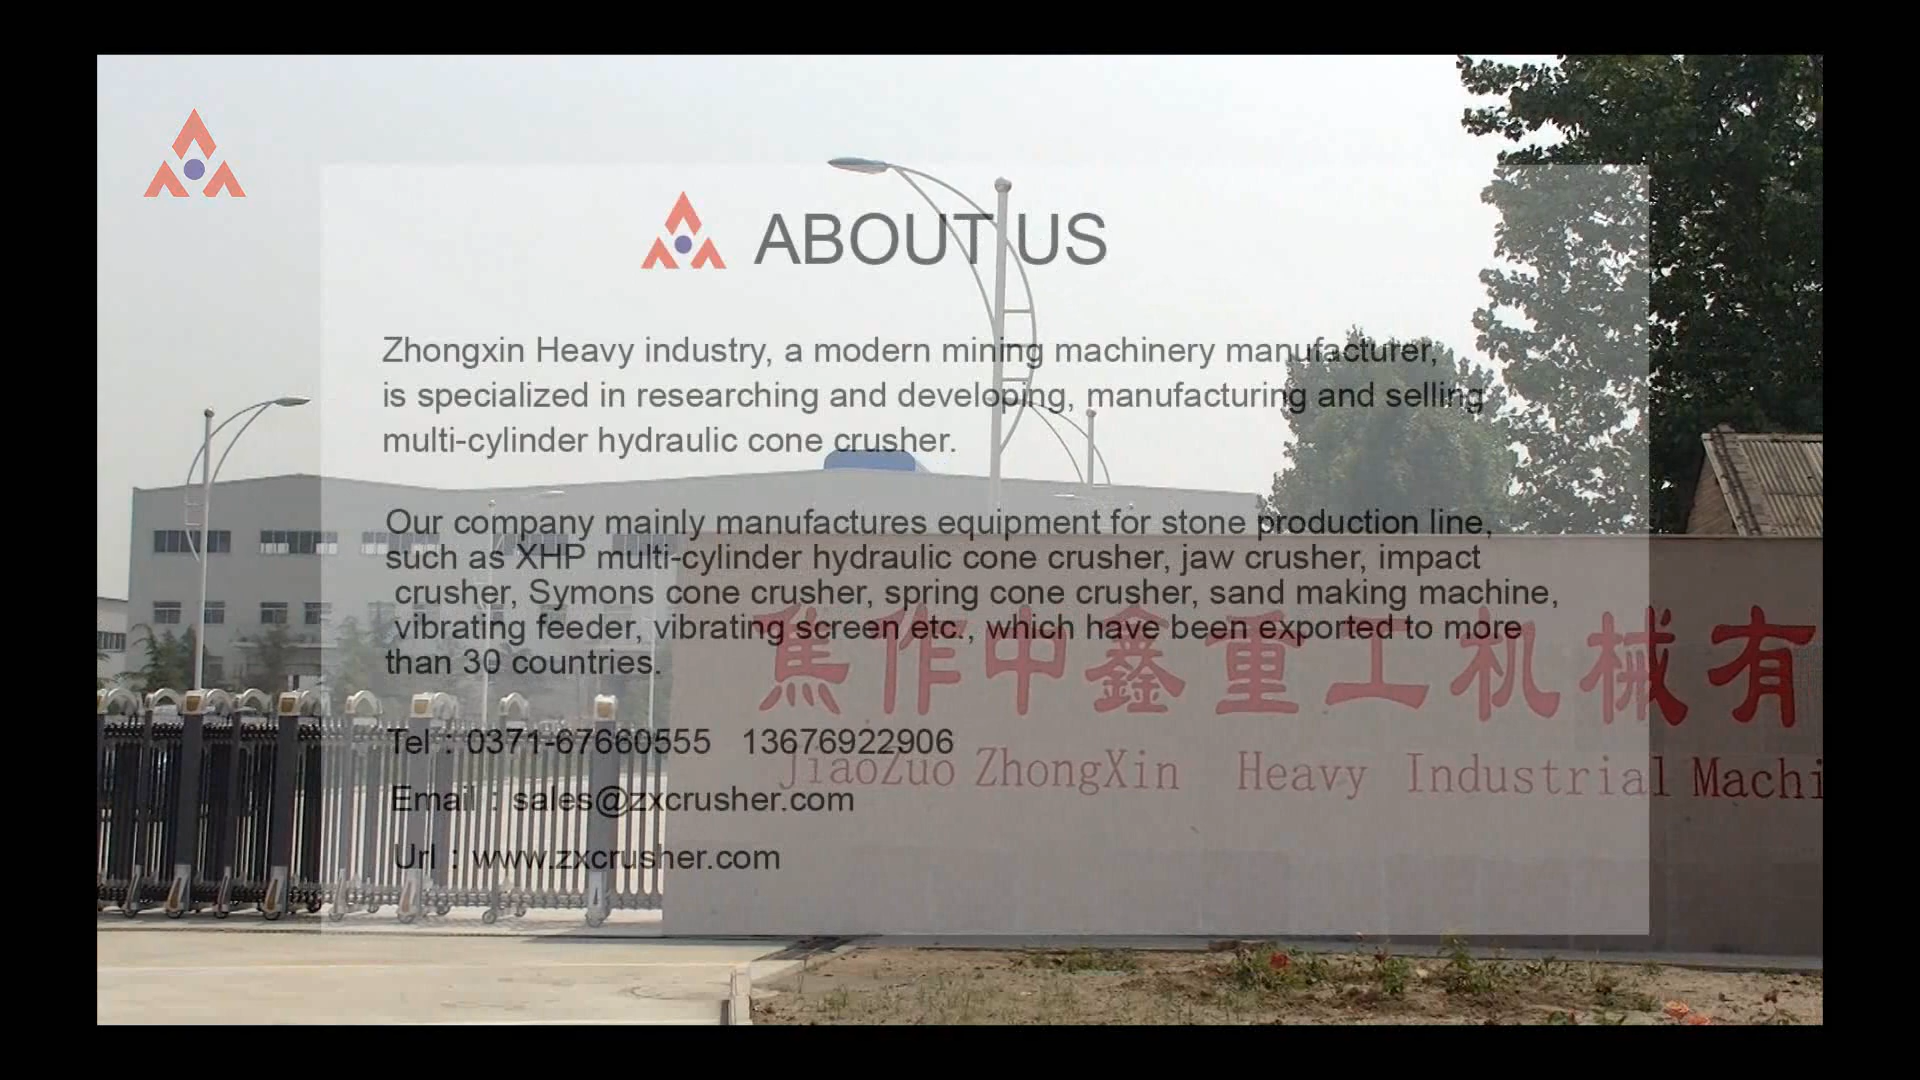 ABOUT US
Zhongxin Heavy industry, a modern mining machinery manufacturer,
is specialized in researching and developing, manufacturing and selling
multi-cylinder hydraulic cone crusher.
Our company mainly manufactures equipment for stone production line,
such as XHP multi-cylinder hydraulic cone crusher, jaw crusher, impact
crusher, Symons cone crusher, spring cone crusher, sand making machine,
vibrating feeder, vibrating screen etc., which have been exported to more
than 30 countries.
焦作中鑫重工机械有
Tel：0371-67660555 13676922906
JiaoZuo ZhongXin Heavy Industrial Machi
Email：sales@zxcrusher.com
Url：www.zxcrusher.com